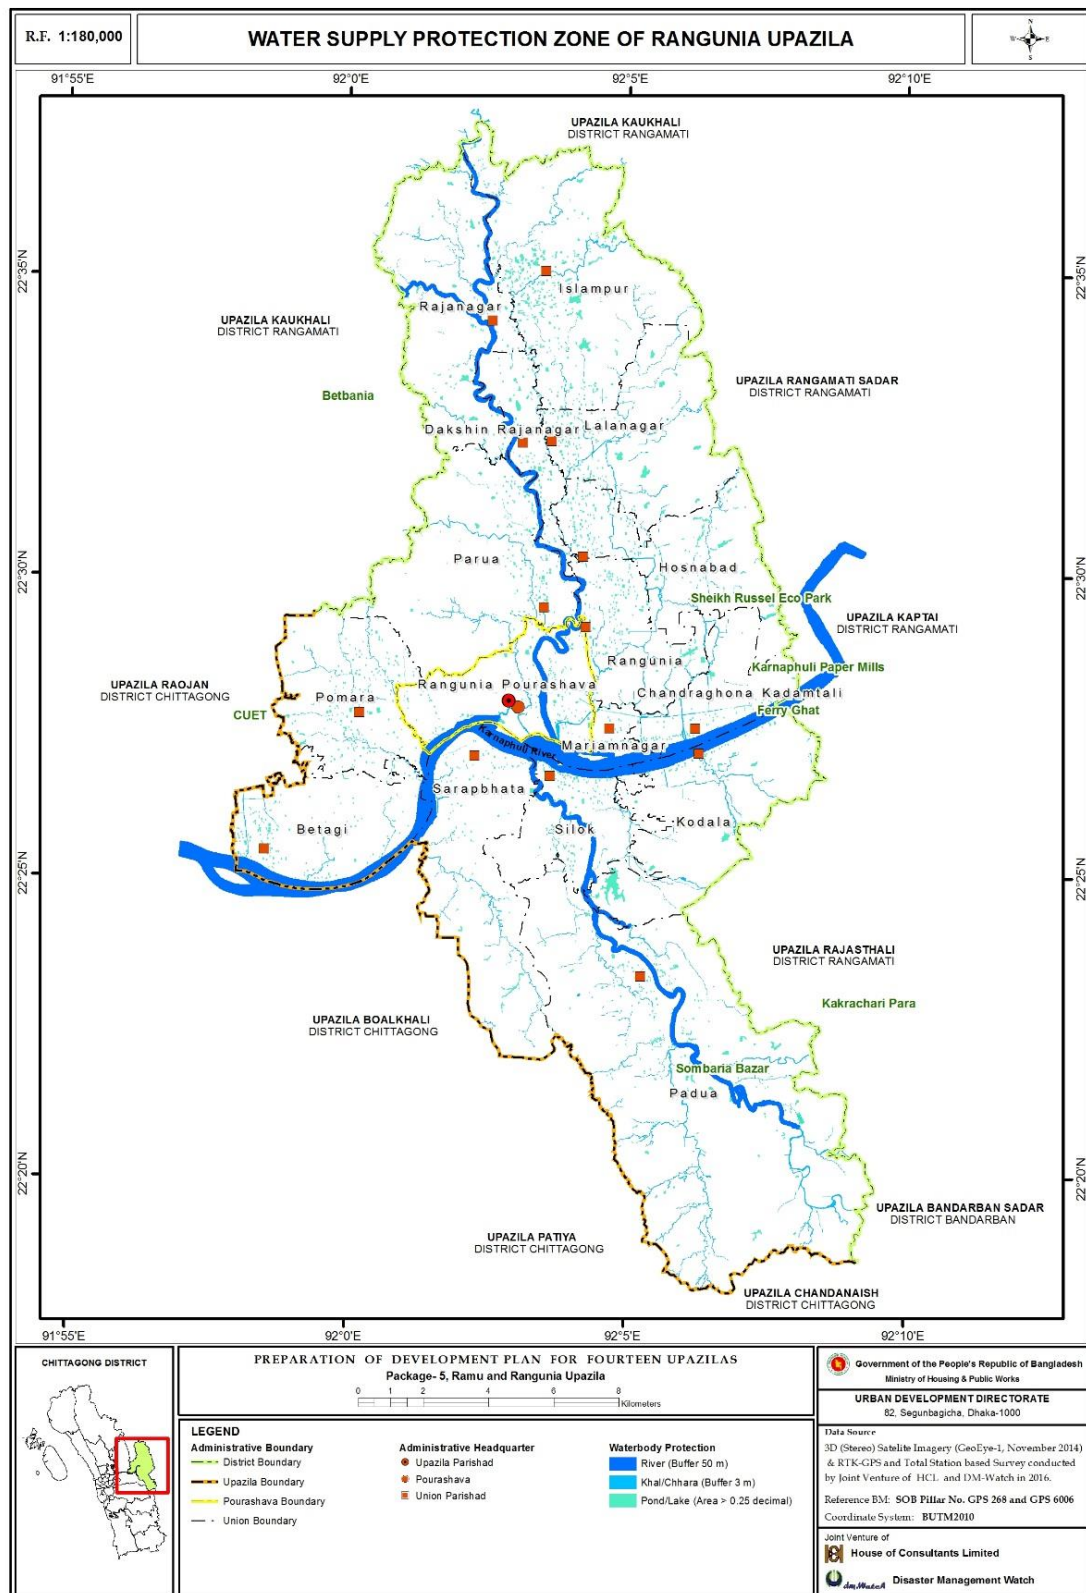 R.F. 1:180,000
WATER SUPPLY PROTECTION ZONE OF RANGUNIA UPAZILA
N
W
E
S
91°55'E
92°0'E
92°5'E
92°10'E
UPAZILA KAUKHALI
DISTRICT RANGAMATI
22°35'N
22°35'N
Islampur
Rajanagar
UPAZILA KAUKHALI
DISTRICT RANGAMATI
UPAZILA RANGAMATI SADAR
DISTRICT RANGAMATI
Betbania
Dakshin Rajanagar
Lalanagar
22°30'N
22°30'N
Parua
Hosnabad
Sheikh Russel Eco Park
UPAZILA KAPTAI
DISTRICT RANGAMATI
Rangunia
Karnaphuli Paper Mills
UPAZILA RAOJAN
DISTRICT CHITTAGONG
Pomara
Rangunia Pourashava
Chandraghona Kadamtali
CUET
Ferry Ghat
Karnaphuli River
Mariamnagar
Sarapbhata
Betagi
Silok
Kodala
22°25'N
22°25'N
UPAZILA RAJASTHALI
DISTRICT RANGAMATI
Kakrachari Para
UPAZILA BOALKHALI
DISTRICT CHITTAGONG
Sombaria Bazar
Padua
22°20'N
22°20'N
UPAZILA BANDARBAN SADAR
DISTRICT BANDARBAN
UPAZILA PATIYA
DISTRICT CHITTAGONG
UPAZILA CHANDANAISH
DISTRICT CHITTAGONG
91°55'E
92°0'E
92°5'E
92°10'E
CHITTAGONG DISTRICT
PREPARATION OF DEVELOPMENT PLAN FOR FOURTEEN UPAZILAS
Package- 5, Ramu and Rangunia Upazila
0 1 2 4 6 8
Kilometers
LEGEND
Administrative Boundary
District Boundary
Upazila Boundary
Pourashava Boundary
Union Boundary
Administrative Headquarter
Upazila Parishad
Pourashava
Union Parishad
Waterbody Protection
River (Buffer 50 m)
Khal/Chhara (Buffer 3 m)
Pond/Lake (Area > 0.25 decimal)
Government of the People's Republic of Bangladesh
Ministry of Housing & Public Works
URBAN DEVELOPMENT DIRECTORATE
82, Segunbagicha, Dhaka-1000
Data Source
3D (Stereo) Satelite Imagery (GeoEye-1, November 2014)
& RTK-GPS and Total Station based Survey conducted
by Joint Venture of HCL and DM-Watch in 2016.
Reference BM: SOB Pillar No. GPS 268 and GPS 6006
Coordinate System: BUTM2010
Joint Venture of
House of Consultants Limited
dmWatch
Disaster Management Watch